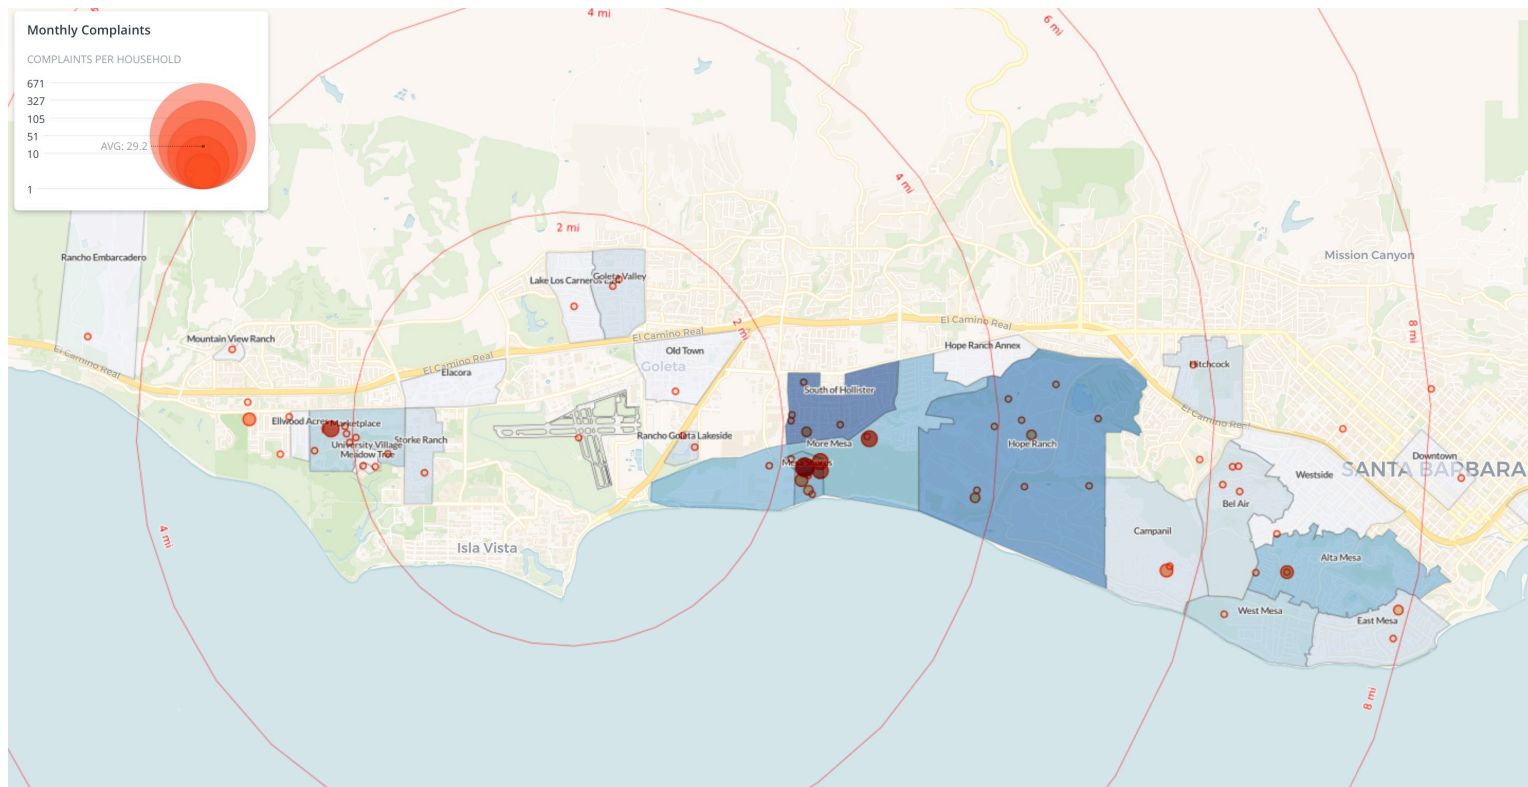 Monthly Complaints
COMPLAINTS PER HOUSEHOLD
671
327
105
51
AVG: 29.2
10
1
4 mi
6 mi
4 mi
2 mi
Mission Canyon
Rancho Embarcadero
Lake Los Carneros
Goleta Valley
2 mi
El Camino Real
El Camino Real
8 mi
Mountain View Ranch
Old Town
Hope Ranch Annex
El Camino Real
El Camino Real
Goleta
Elacora
Hitchcock
South of Hollister
El Camino Real
Ellwood Acres
Marketplace
Rancho Goleta Lakeside
Storke Ranch
University Village
More Mesa
Hope Ranch
Meadow Tree
Downtown
SANTA BARBARA
Westside
Bel Air
4 mi
Isla Vista
Campanil
Alta Mesa
West Mesa
East Mesa
8 mi